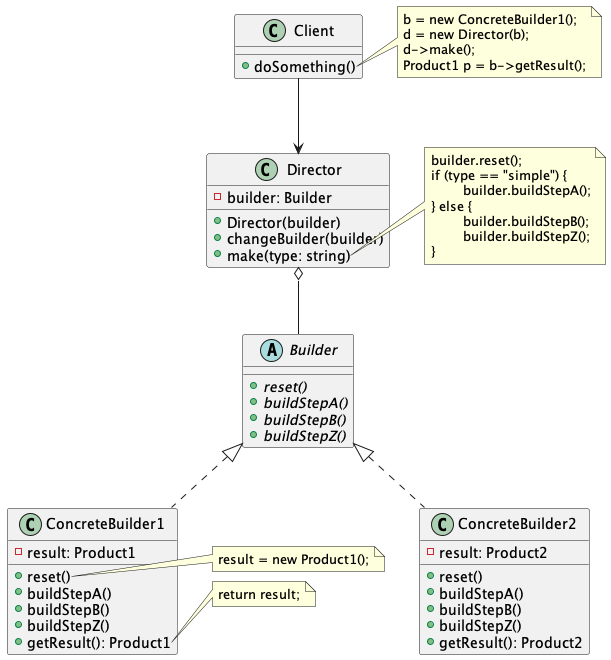 C Client
doSomething()
b = new ConcreteBuilder1();
d = new Director(b);
d->make();
Product1 p = b->getResult();
C Director
builder: Builder
Director(builder)
changeBuilder(builder)
make(type: string)
builder.reset();
if (type == "simple") {
builder.buildStepA();
} else {
builder.buildStepB();
builder.buildStepZ();
}
A Builder
reset()
buildStepA()
buildStepB()
buildStepZ()
C ConcreteBuilder1
result: Product1
reset()
buildStepA()
buildStepB()
buildStepZ()
getResult(): Product1
result = new Product1();
return result;
C ConcreteBuilder2
result: Product2
reset()
buildStepA()
buildStepB()
buildStepZ()
getResult(): Product2